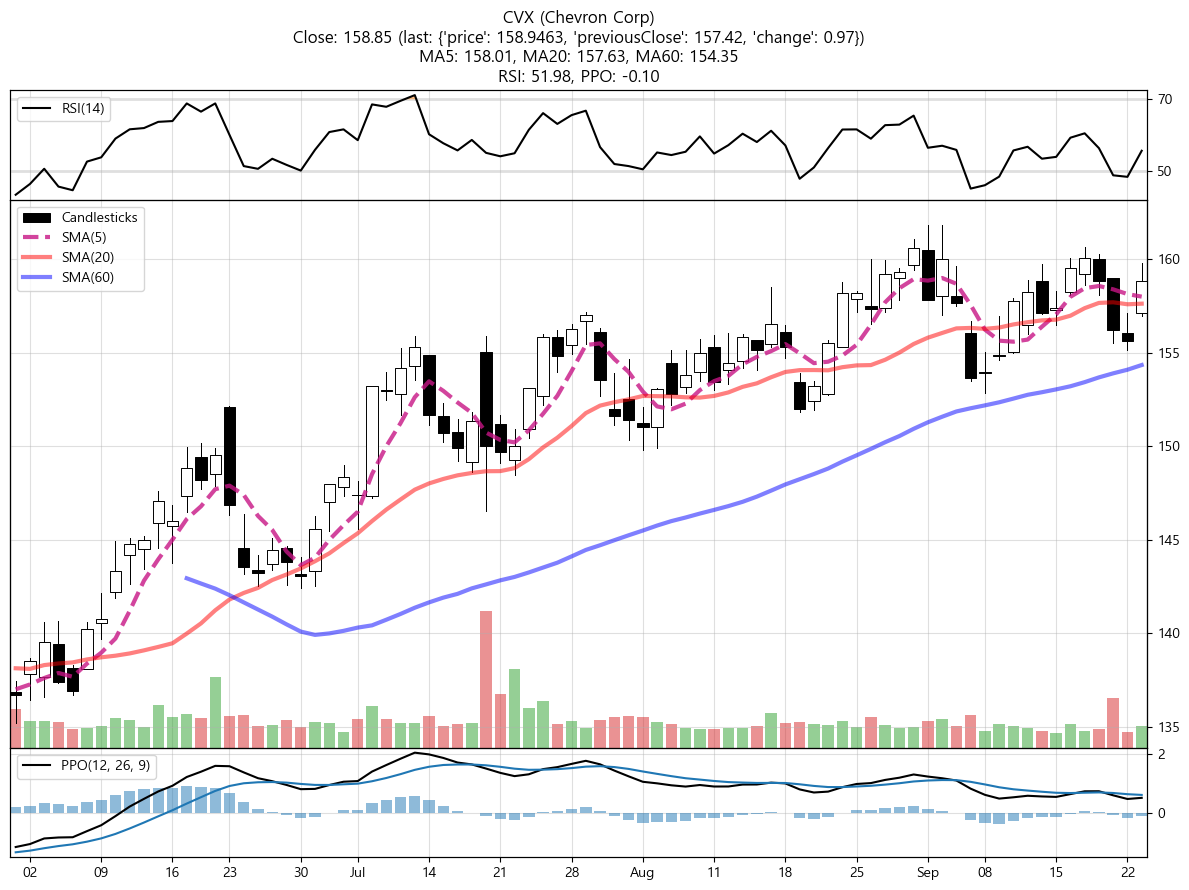 CVX (Chevron Corp)
Close: 158.85 (last: {'price': 158.9463, 'previousClose': 157.42, 'change': 0.97})
MA5: 158.01, MA20: 157.63, MA60: 154.35
RSI: 51.98, PPO: -0.10
RSI(14)
70
50
Candlesticks
SMA(5)
SMA(20)
SMA(60)
160
155
150
145
140
135
PPO(12, 26, 9)
2
0
02 09 16 23 30 Jul 14 21 28 Aug 11 18 25 Sep 08 15 22